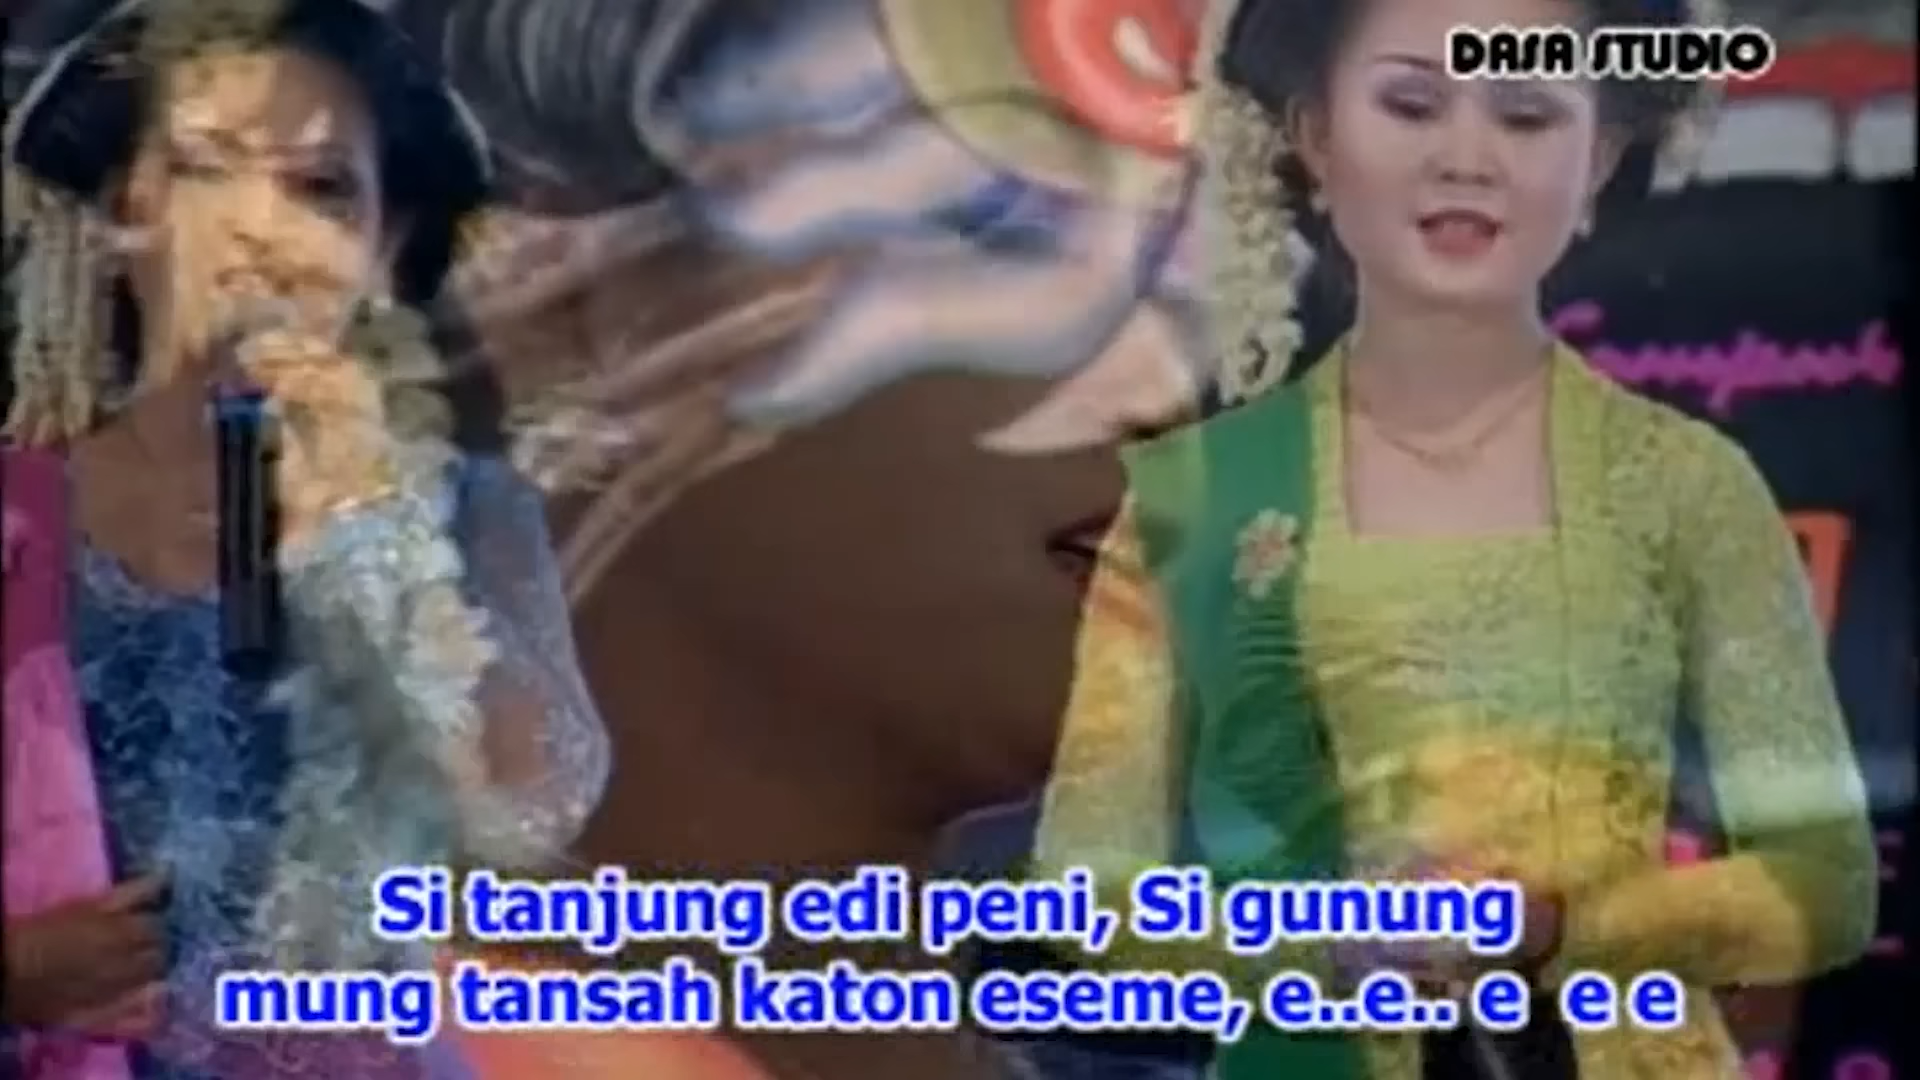 DASA STUDIO
Si tanjung edi peni, Si gunung
mung tansah katon eseme, e..e.. e e e